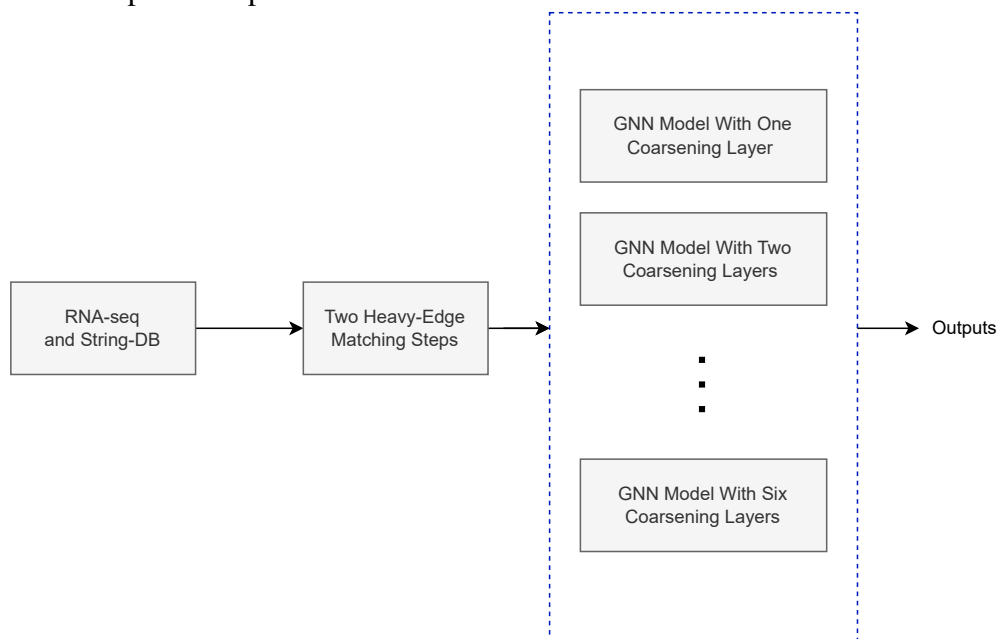 GNN Model With One
Coarsening Layer
GNN Model With Two
Coarsening Layers
RNA-seq
and String-DB
Two Heavy-Edge
Matching Steps
Outputs
GNN Model With Six
Coarsening Layers